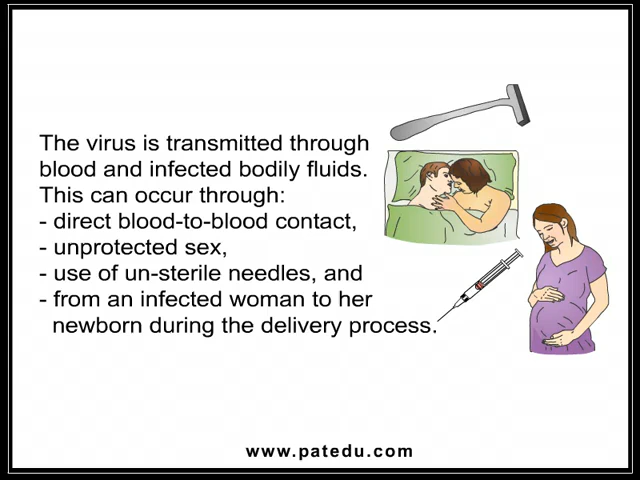 The virus is transmitted through
blood and infected bodily fluids.
This can occur through:
- direct blood-to-blood contact,
- unprotected sex,
- use of un-sterile needles, and
- from an infected woman to her
newborn during the delivery process.
www.patedu.com